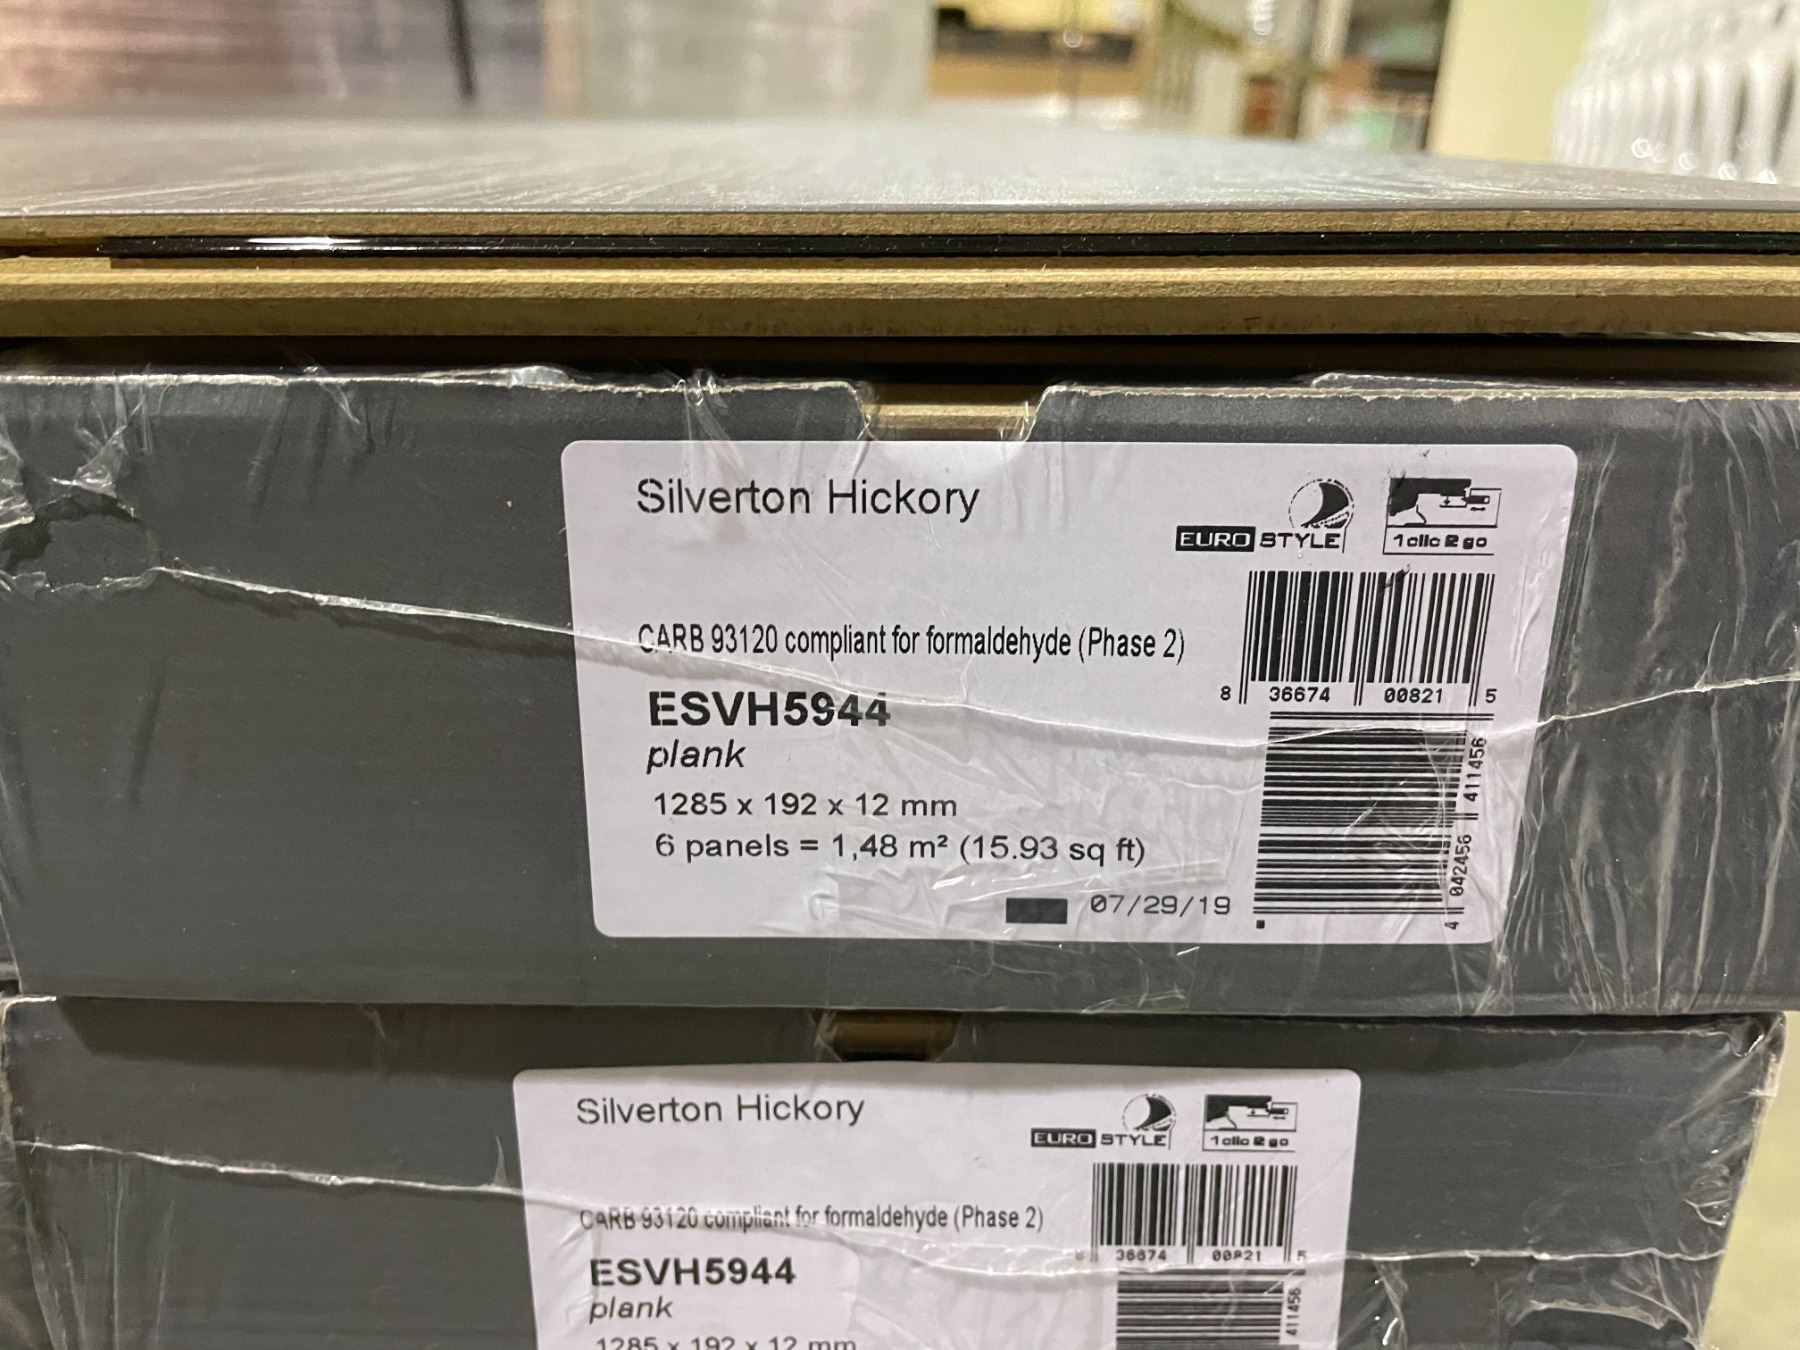 Silverton Hickory
EURO STYLE
1 clic 2 go
CARB 93120 compliant for formaldehyde (Phase 2)
8 36674 00821 5
ESVH5944
plank
1285 x 192 x 12 mm
6 panels = 1,48 m² (15.93 sq ft)
07/29/19
4 042456 411456
Silverton Hickory
EURO STYLE
1 clic 2 go
CARB 93120 compliant for formaldehyde (Phase 2)
8 36674 00821 5
ESVH5944
plank
1285 x 192 x 12 mm
411456